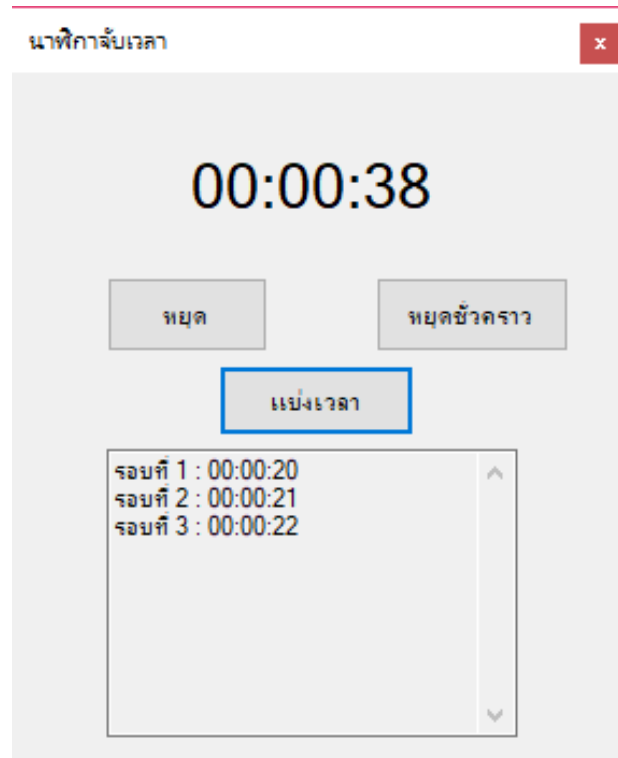 นาฬิกาจับเวลา
00:00:38
หยุด
หยุดชั่วคราว
แบ่งเวลา
รอบที่ 1 : 00:00:20
รอบที่ 2 : 00:00:21
รอบที่ 3 : 00:00:22